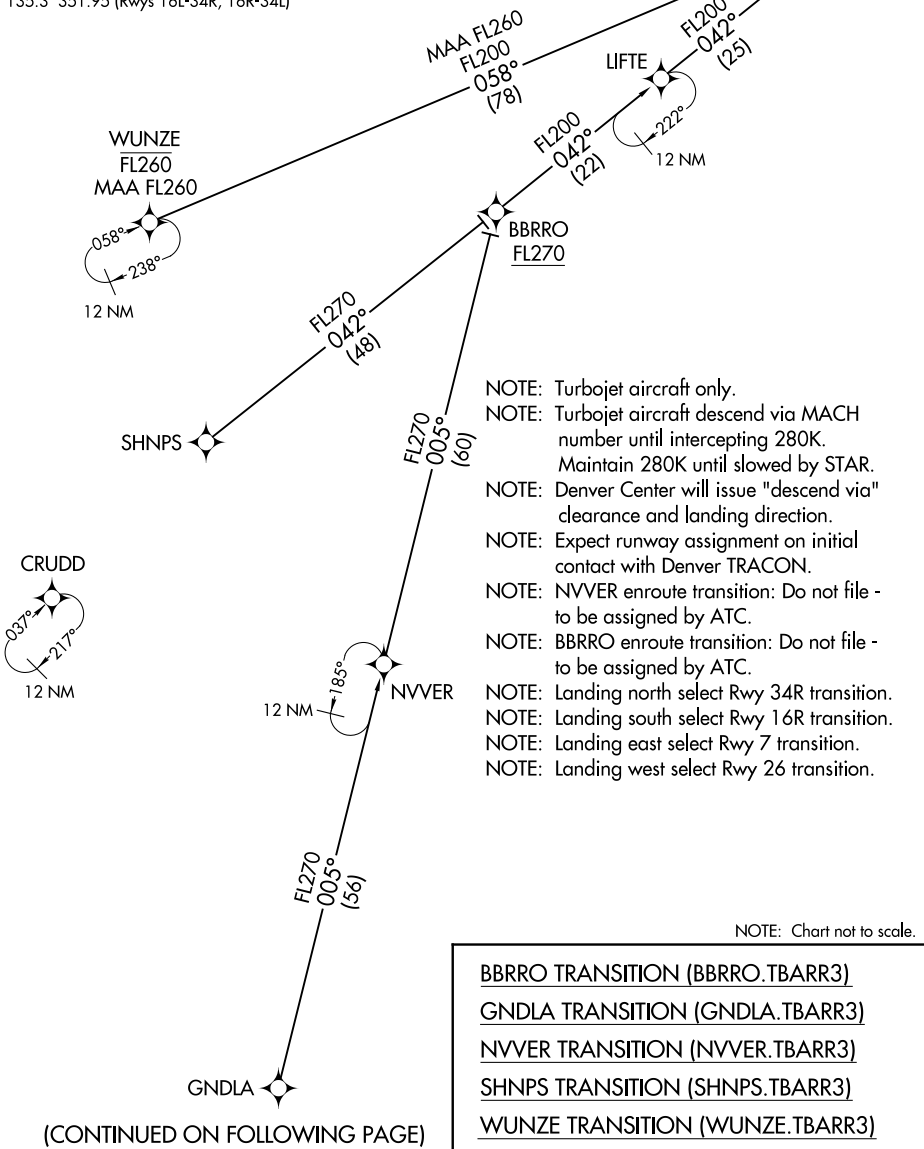 135.3 351.95 (Rwys 16L-34R, 16R-34L)
MAA FL260
FL200
058°
(78)
FL200
042°
(25)
LIFTE
222°
12 NM
FL200
042°
(22)
WUNZE
FL260
MAA FL260
058°
238°
12 NM
BBRRO
FL270
FL270
042°
(48)
SHNPS
FL270
005°
(60)
NOTE: Turbojet aircraft only.
NOTE: Turbojet aircraft descend via MACH
number until intercepting 280K.
Maintain 280K until slowed by STAR.
NOTE: Denver Center will issue "descend via"
clearance and landing direction.
NOTE: Expect runway assignment on initial
contact with Denver TRACON.
NOTE: NVVER enroute transition: Do not file -
to be assigned by ATC.
NOTE: BBRRO enroute transition: Do not file -
to be assigned by ATC.
NOTE: Landing north select Rwy 34R transition.
NOTE: Landing south select Rwy 16R transition.
NOTE: Landing east select Rwy 7 transition.
NOTE: Landing west select Rwy 26 transition.
CRUDD
037°
217°
12 NM
185°
12 NM
NVVER
FL270
005°
(56)
NOTE: Chart not to scale.
BBRRO TRANSITION (BBRRO.TBARR3)
GNDLA TRANSITION (GNDLA.TBARR3)
NVVER TRANSITION (NVVER.TBARR3)
SHNPS TRANSITION (SHNPS.TBARR3)
WUNZE TRANSITION (WUNZE.TBARR3)
GNDLA
(CONTINUED ON FOLLOWING PAGE)